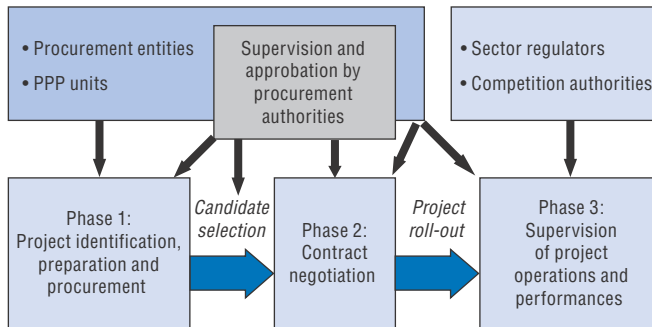 • Procurement entities
• PPP units
Supervision and
approbation by
procurement
authorities
• Sector regulators
• Competition authorities
Phase 1:
Project identification,
preparation and
procurement
Candidate
selection
Phase 2:
Contract
negotiation
Project
roll-out
Phase 3:
Supervision
of project
operations and
performances